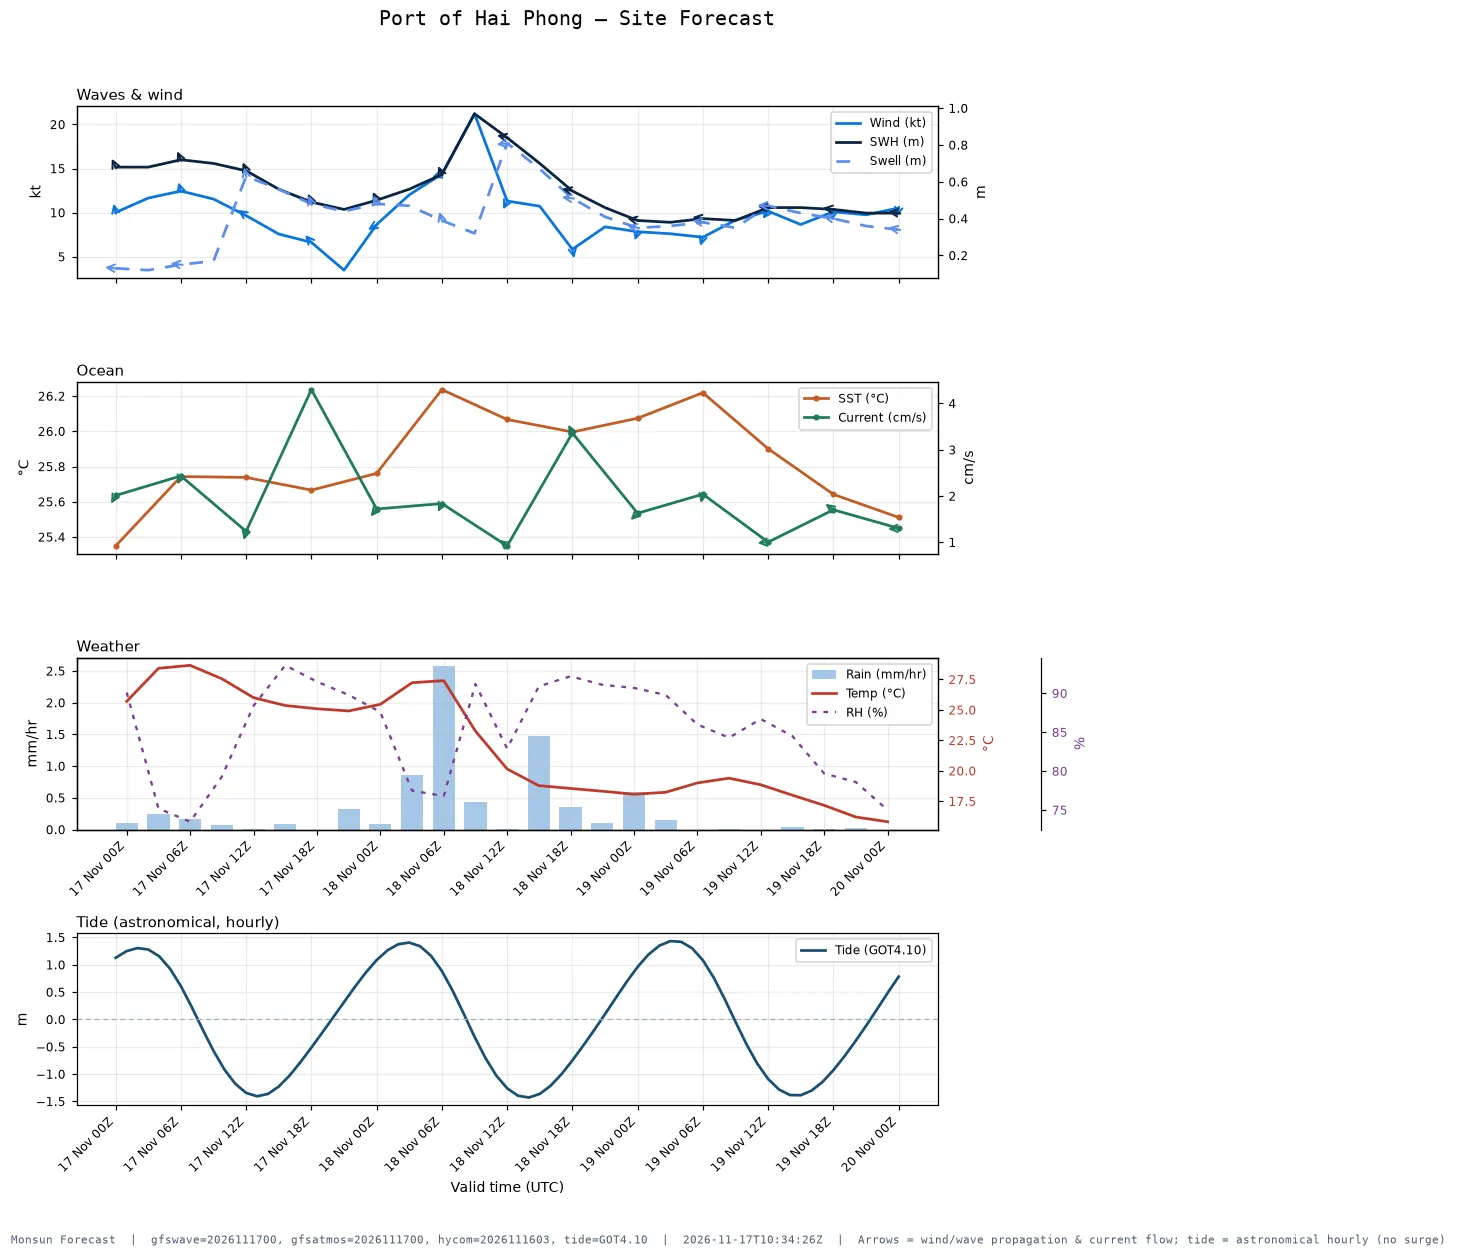 Port of Hai Phong — Site Forecast
Waves & wind
20
15
10
5
kt
1.0
0.8
0.6
0.4
0.2
m
Wind (kt)
SWH (m)
Swell (m)
Ocean
26.2
26.0
25.8
25.6
25.4
°C
4
3
2
1
cm/s
SST (°C)
Current (cm/s)
Weather
2.5
2.0
1.5
1.0
0.5
0.0
mm/hr
27.5
25.0
22.5
20.0
17.5
°C
90
85
80
75
%
Rain (mm/hr)
Temp (°C)
RH (%)
17 Nov 00Z
17 Nov 06Z
17 Nov 12Z
17 Nov 18Z
18 Nov 00Z
18 Nov 06Z
18 Nov 12Z
18 Nov 18Z
19 Nov 00Z
19 Nov 06Z
19 Nov 12Z
19 Nov 18Z
20 Nov 00Z
Tide (astronomical, hourly)
1.5
1.0
0.5
0.0
−0.5
−1.0
−1.5
m
Tide (GOT4.10)
17 Nov 00Z
17 Nov 06Z
17 Nov 12Z
17 Nov 18Z
18 Nov 00Z
18 Nov 06Z
18 Nov 12Z
18 Nov 18Z
19 Nov 00Z
19 Nov 06Z
19 Nov 12Z
19 Nov 18Z
20 Nov 00Z
Valid time (UTC)
Monsun Forecast | gfswave=2026111700, gfsatmos=2026111700, hycom=2026111603, tide=GOT4.10 | 2026-11-17T10:34:26Z | Arrows = wind/wave propagation & current flow; tide = astronomical hourly (no surge)